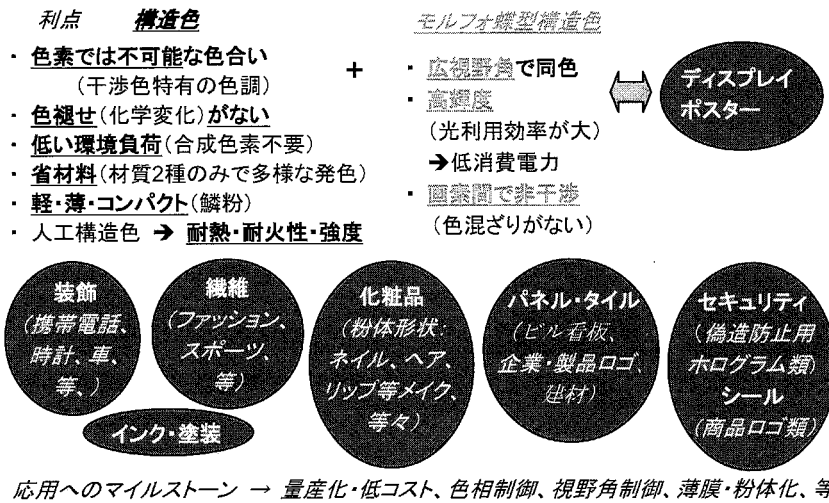 利点 構造色
・ 色素では不可能な色合い
(干渉色特有の色調)
・ 色褪せ(化学変化)がない
・ 低い環境負荷(合成色素不要)
・ 省材料(材質2種のみで多様な発色)
・ 軽・薄・コンパクト(鱗粉)
・ 人工構造色 ➔ 耐熱・耐火性・強度
+
モルフォ蝶型構造色
・ 広視野角で同色
・ 高輝度
(光利用効率が大)
➔低消費電力
・ 画素間で非干渉
(色混ざりがない)
ディスプレイ
ポスター
装飾
(携帯電話、
時計、車、
等、)
繊維
(ファッション、
スポーツ、
等)
インク・塗装
化粧品
(粉体形状:
ネイル、ヘア、
リップ等メイク、
等々)
パネル・タイル
(ビル看板、
企業・製品ロゴ、
建材)
セキュリティ
(偽造防止用
ホログラム類)
シール
(商品ロゴ類)
応用へのマイルストーン → 量産化・低コスト、色相制御、視野角制御、薄膜・粉体化、等